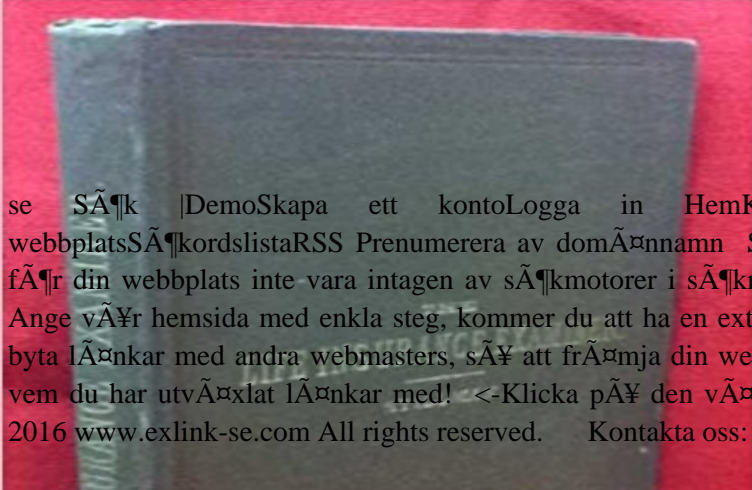 se SÃ¶k |DemoSkapa ett kontoLogga in HemK
webbplatsSÃ¶kordslistaRSS Prenumerera av domÃ¤nnamn S
fÃ¶r din webbplats inte vara intagen av sÃ¶kmotorer i sÃ¶k
Ange vÃ¥r hemsida med enkla steg, kommer du att ha en ext
byta lÃ¤nkar med andra webmasters, sÃ¥ att frÃ¤mja din we
vem du har utvÃ¤xlat lÃ¤nkar med! <-Klicka pÃ¥ den vÃ¤
2016 www.exlink-se.com All rights reserved. Kontakta oss:
LIFE INSURANCE